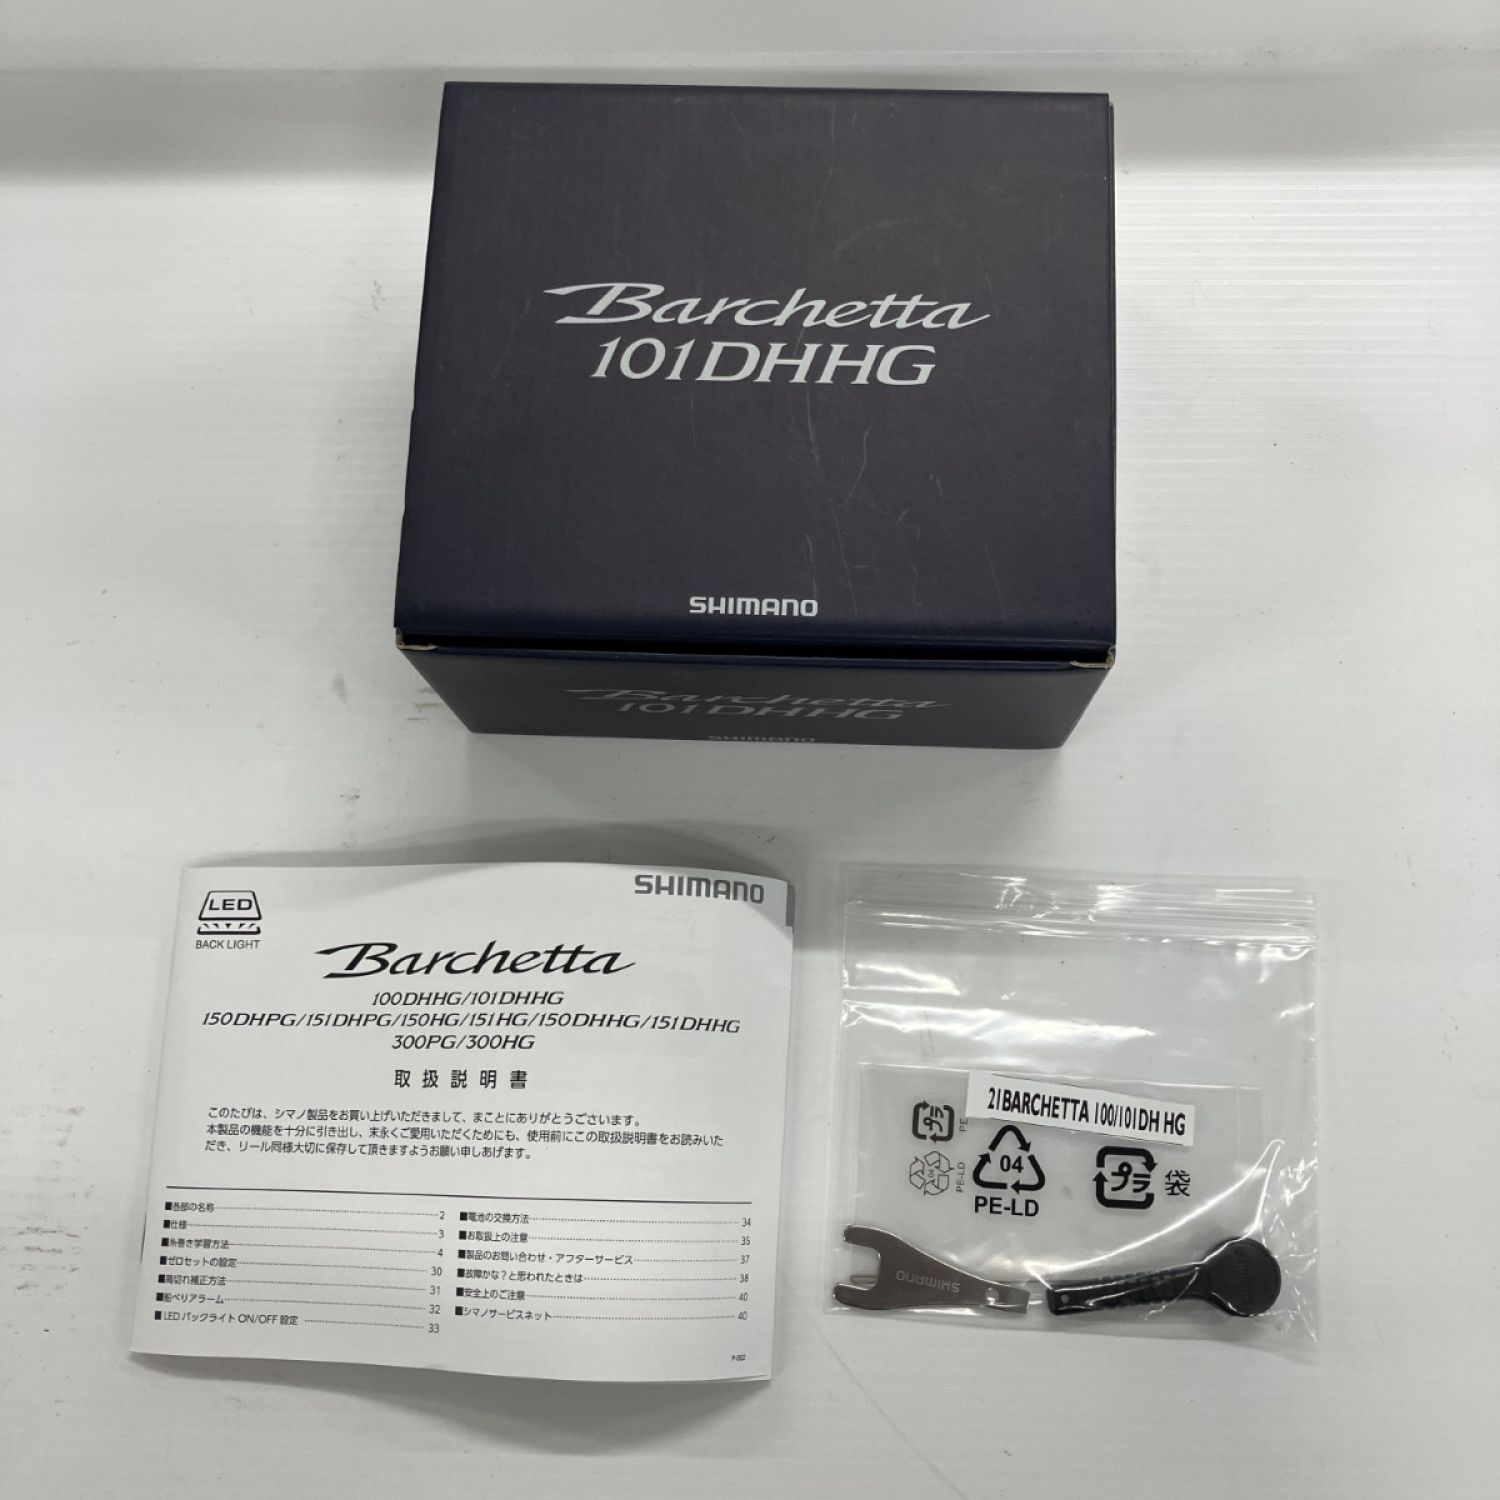 Barchetta
101DHHG
SHIMANO
Barchetta
101DHHG
SHIMANO
SHIMANO
LED
BACK LIGHT
Barchetta
100DHHG/101DHHG
150DHPG/151DHPG/150HG/151HG/150DHHG/151DHHG
300PG/300HG
取扱説明書
このたびは、シマノ製品をお買い上げいただきまして、まことにありがとうございます。
本製品の機能を十分に引き出し、末永くご愛用いただくためにも、使用前にこの取扱説明書をお読みいた
だき、リール同様大切に保存して頂きますようお願い申しあげます。
■各部の名称 2
■仕様 3
■糸巻き学習方法 4
■ゼロセットの設定 30
■高切れ補正方法 31
■船べりアラーム 32
■LEDバックライト ON/OFF 設定 33
■電池の交換方法 34
■お取扱上の注意 35
■製品のお問い合わせ・アフターサービス 37
■故障かな？と思われたときは 38
■安全上のご注意 40
■シマノサービスネット 40
P-002
21BARCHETTA 100/101DH HG
プラ
PE
04
PE-LD
04
PE-LD
プラ
袋
SHIMANO